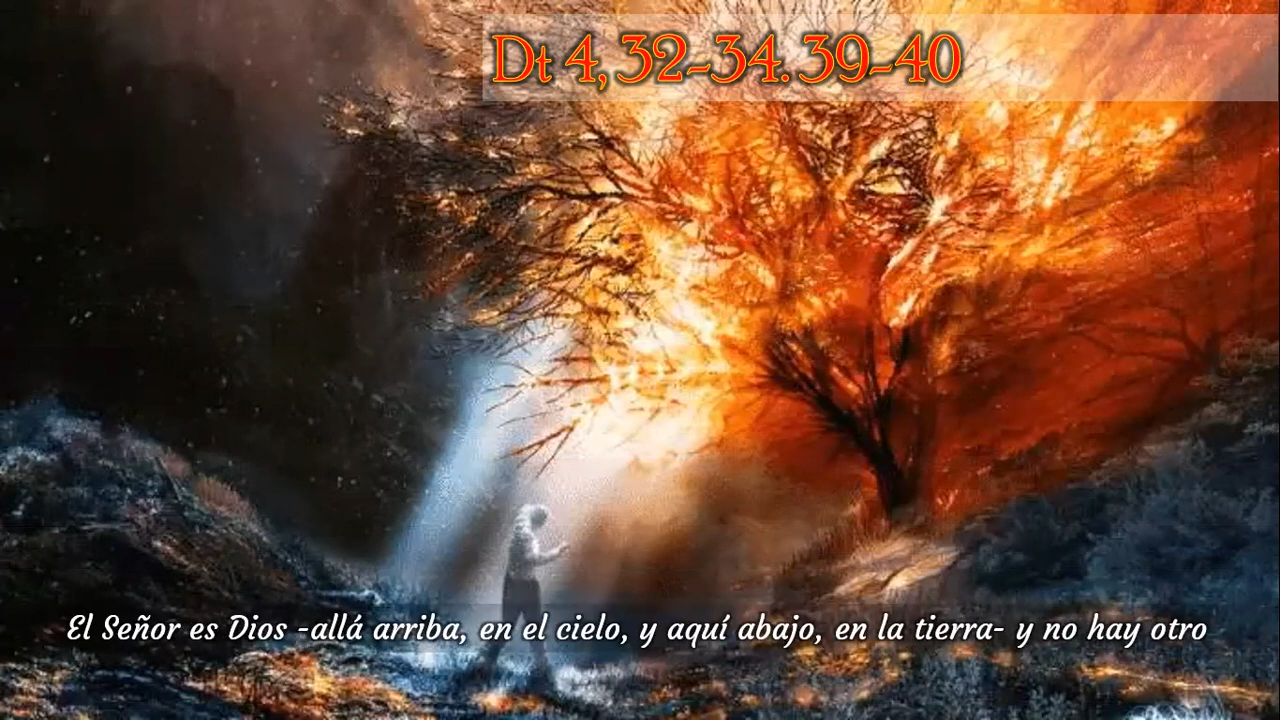 Dt 4,32-34.39-40
El Señor es Dios -allá arriba, en el cielo, y aquí abajo, en la tierra- y no hay otro